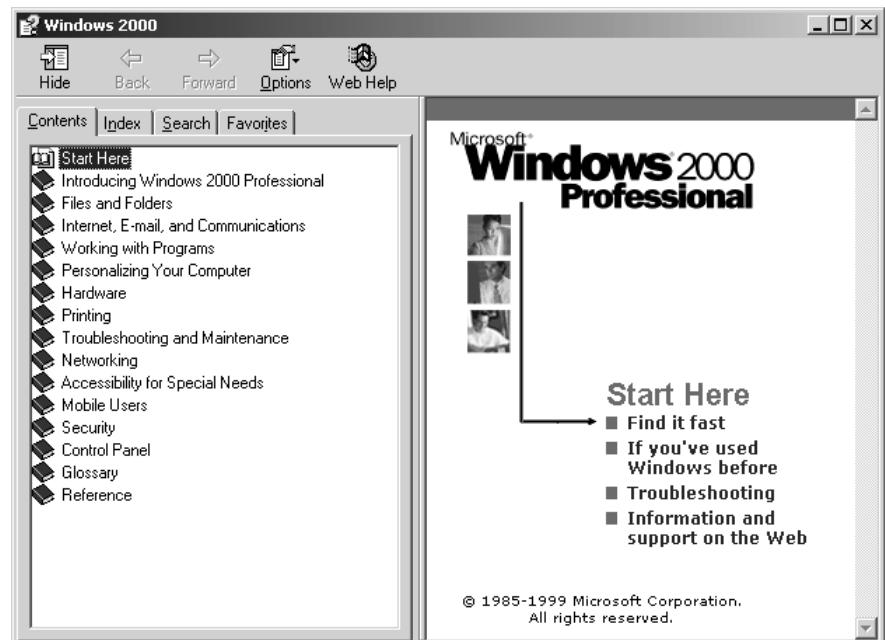 Windows 2000
Hide Back Forward Options Web Help
Contents Index Search Favorites
Start Here
Introducing Windows 2000 Professional
Files and Folders
Internet, E-mail, and Communications
Working with Programs
Personalizing Your Computer
Hardware
Printing
Troubleshooting and Maintenance
Networking
Accessibility for Special Needs
Mobile Users
Security
Control Panel
Glossary
Reference
Microsoft
Windows 2000
Professional
Start Here
Find it fast
If you've used
Windows before
Troubleshooting
Information and
support on the Web
© 1985-1999 Microsoft Corporation.
All rights reserved.